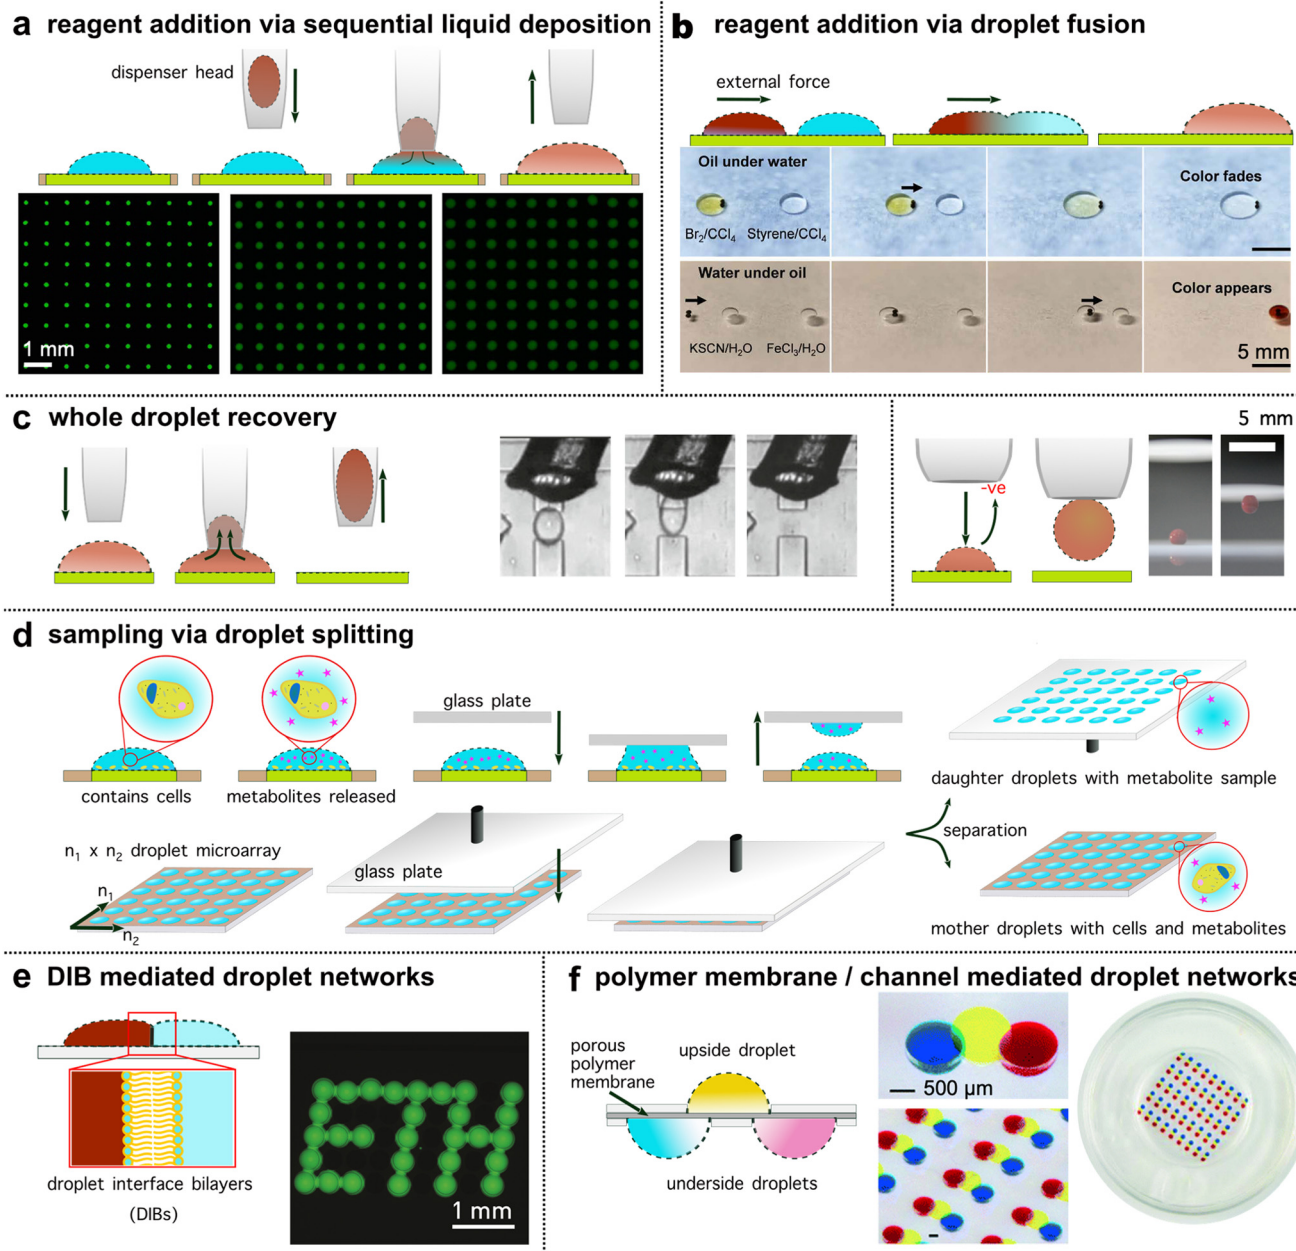 a reagent addition via sequential liquid deposition
dispenser head
1 mm
b reagent addition via droplet fusion
external force
Oil under water
Color fades
Br₂/CCl₄ Styrene/CCl₄
Water under oil
Color appears
KSCN/H₂O FeCl₃/H₂O
5 mm
c whole droplet recovery
5 mm
-ve
d sampling via droplet splitting
glass plate
contains cells
metabolites released
daughter droplets with metabolite sample
n₁ x n₂ droplet microarray
n₁
n₂
glass plate
separation
mother droplets with cells and metabolites
e DIB mediated droplet networks
droplet interface bilayers
(DIBs)
ETH
1 mm
f polymer membrane / channel mediated droplet networks
porous
polymer
membrane
upside droplet
underside droplets
500 µm